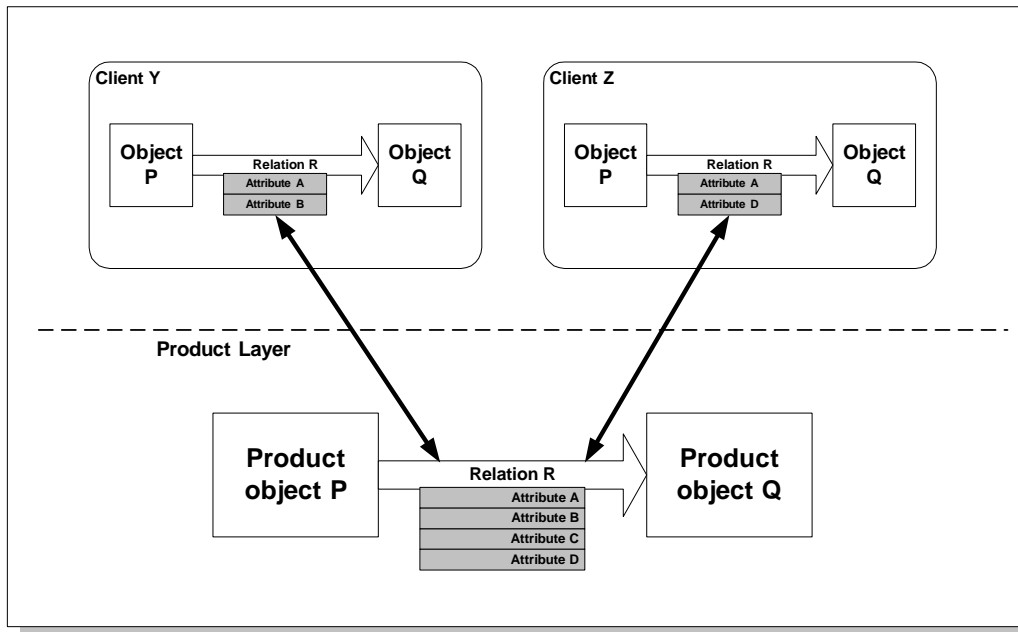 Client Y
Object
P
Relation R
Attribute A
Attribute B
Object
Q
Client Z
Object
P
Relation R
Attribute A
Attribute D
Object
Q
Product Layer
Product
object P
Relation R
Attribute A
Attribute B
Attribute C
Attribute D
Product
object Q